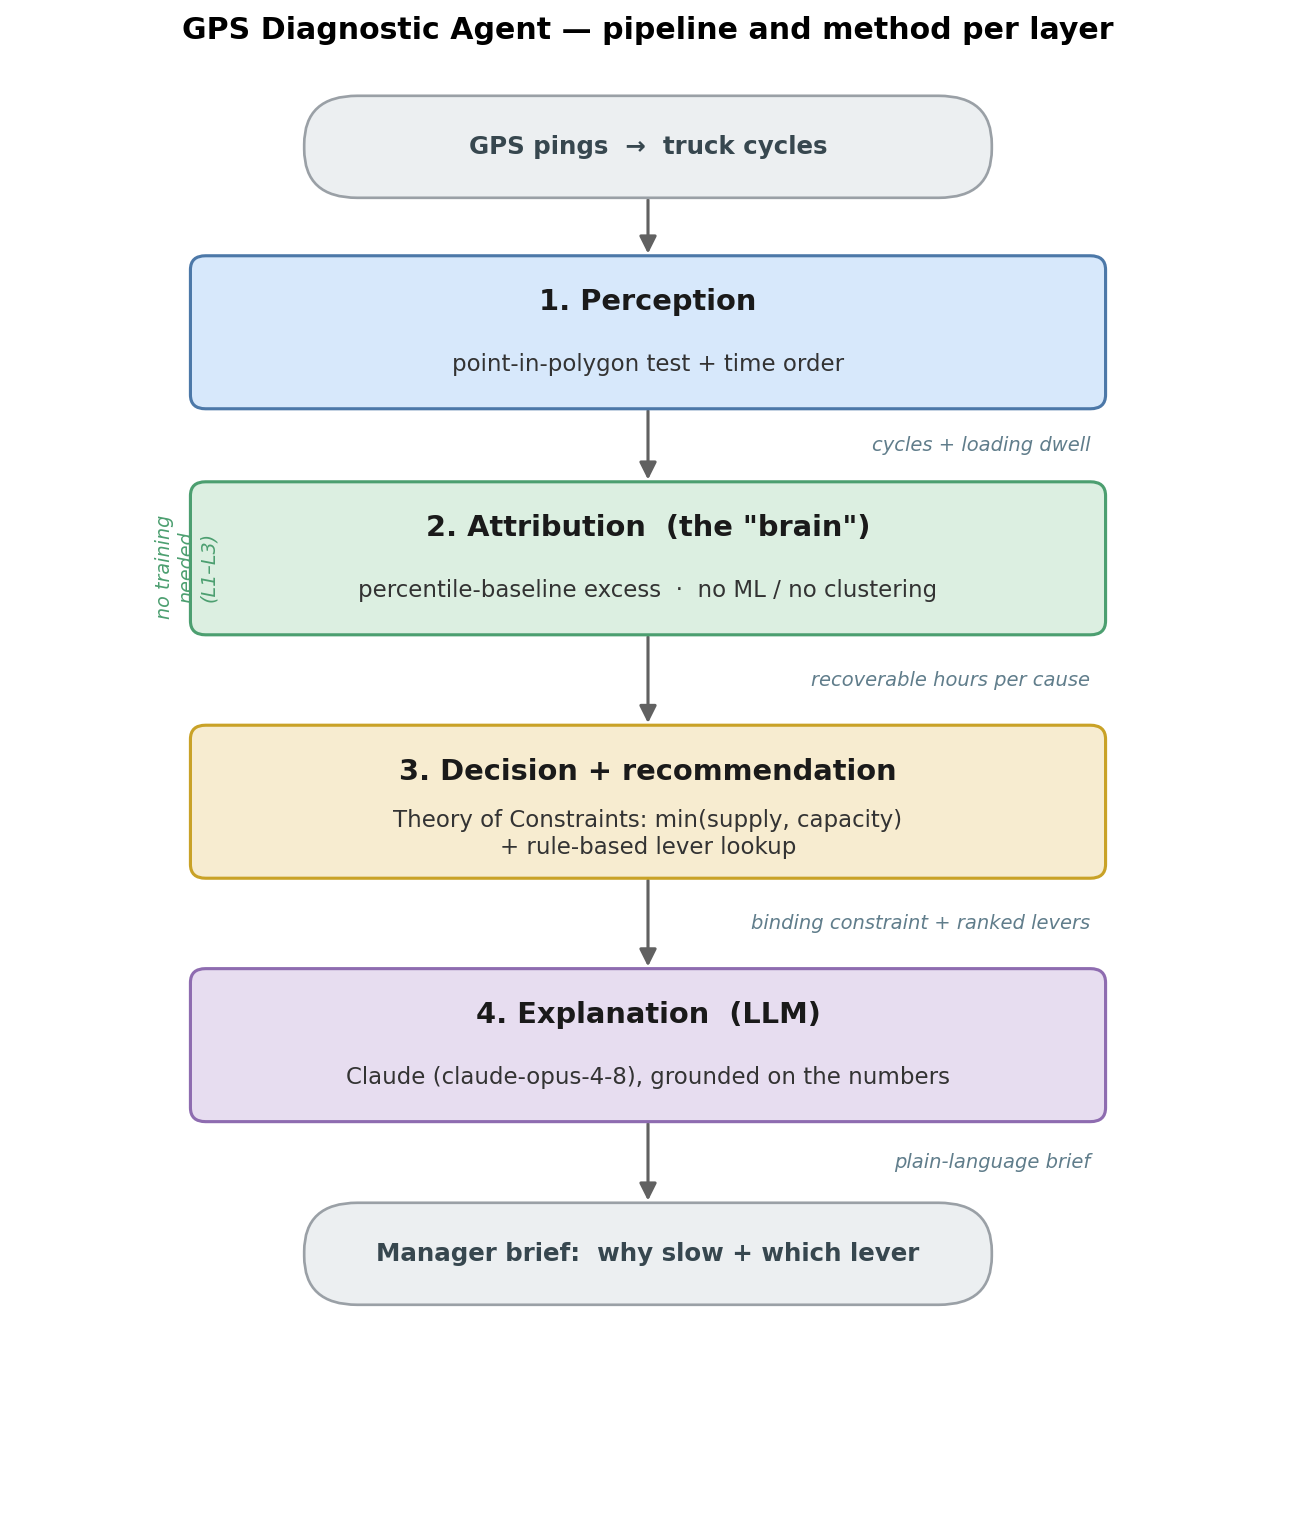 GPS Diagnostic Agent — pipeline and method per layer
GPS pings → truck cycles
1. Perception
point-in-polygon test + time order
cycles + loading dwell
no training
needed
(L1–L3)
2. Attribution (the "brain")
percentile-baseline excess · no ML / no clustering
recoverable hours per cause
3. Decision + recommendation
Theory of Constraints: min(supply, capacity)
+ rule-based lever lookup
binding constraint + ranked levers
4. Explanation (LLM)
Claude (claude-opus-4-8), grounded on the numbers
plain-language brief
Manager brief: why slow + which lever